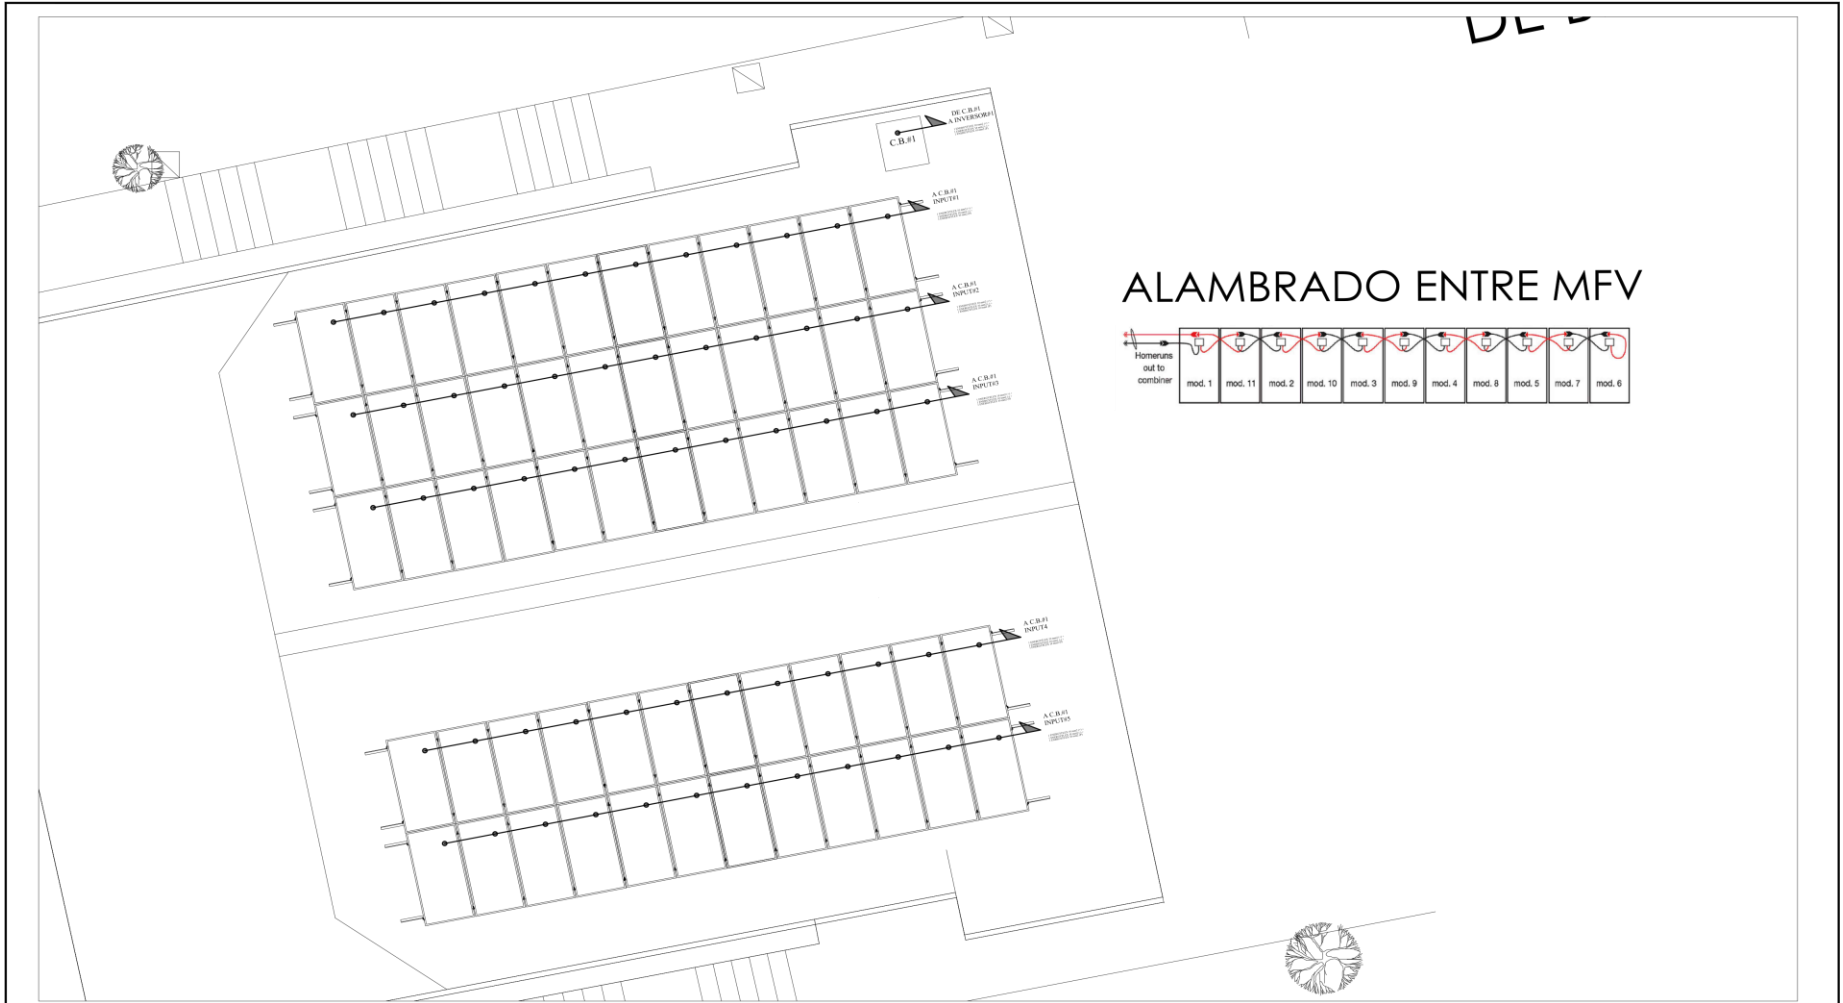 DE C.B.#1
A INVERSOR#1
C.B.#1
A C.B.#1
INPUT#1
A C.B.#1
INPUT#2
A C.B.#1
INPUT#3
ALAMBRADO ENTRE MFV
Homeruns
out to
combiner
mod. 1 mod. 11 mod. 2 mod. 10 mod. 3 mod. 9 mod. 4 mod. 8 mod. 5 mod. 7 mod. 6
A C.B.#1
INPUT4
A C.B.#1
INPUT#5